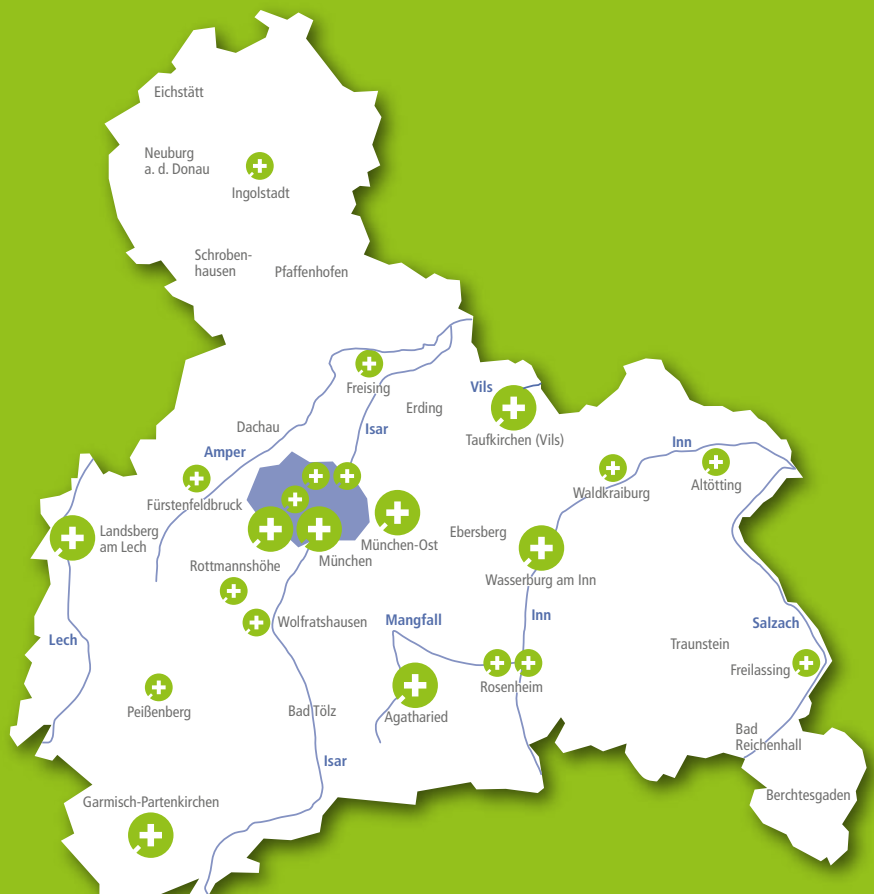 Eichstätt
Neuburg
a. d. Donau
Ingolstadt
Schroben-
hausen
Pfaffenhofen
Freising
Vils
Erding
Dachau
Isar
Taufkirchen (Vils)
Amper
Inn
Waldkraiburg
Altötting
Fürstenfeldbruck
Landsberg
am Lech
Ebersberg
München-Ost
München
Rottmannshöhe
Wasserburg am Inn
Wolfratshausen
Mangfall
Inn
Salzach
Lech
Traunstein
Freilassing
Rosenheim
Peißenberg
Bad Tölz
Agatharied
Bad
Reichenhall
Isar
Berchtesgaden
Garmisch-Partenkirchen